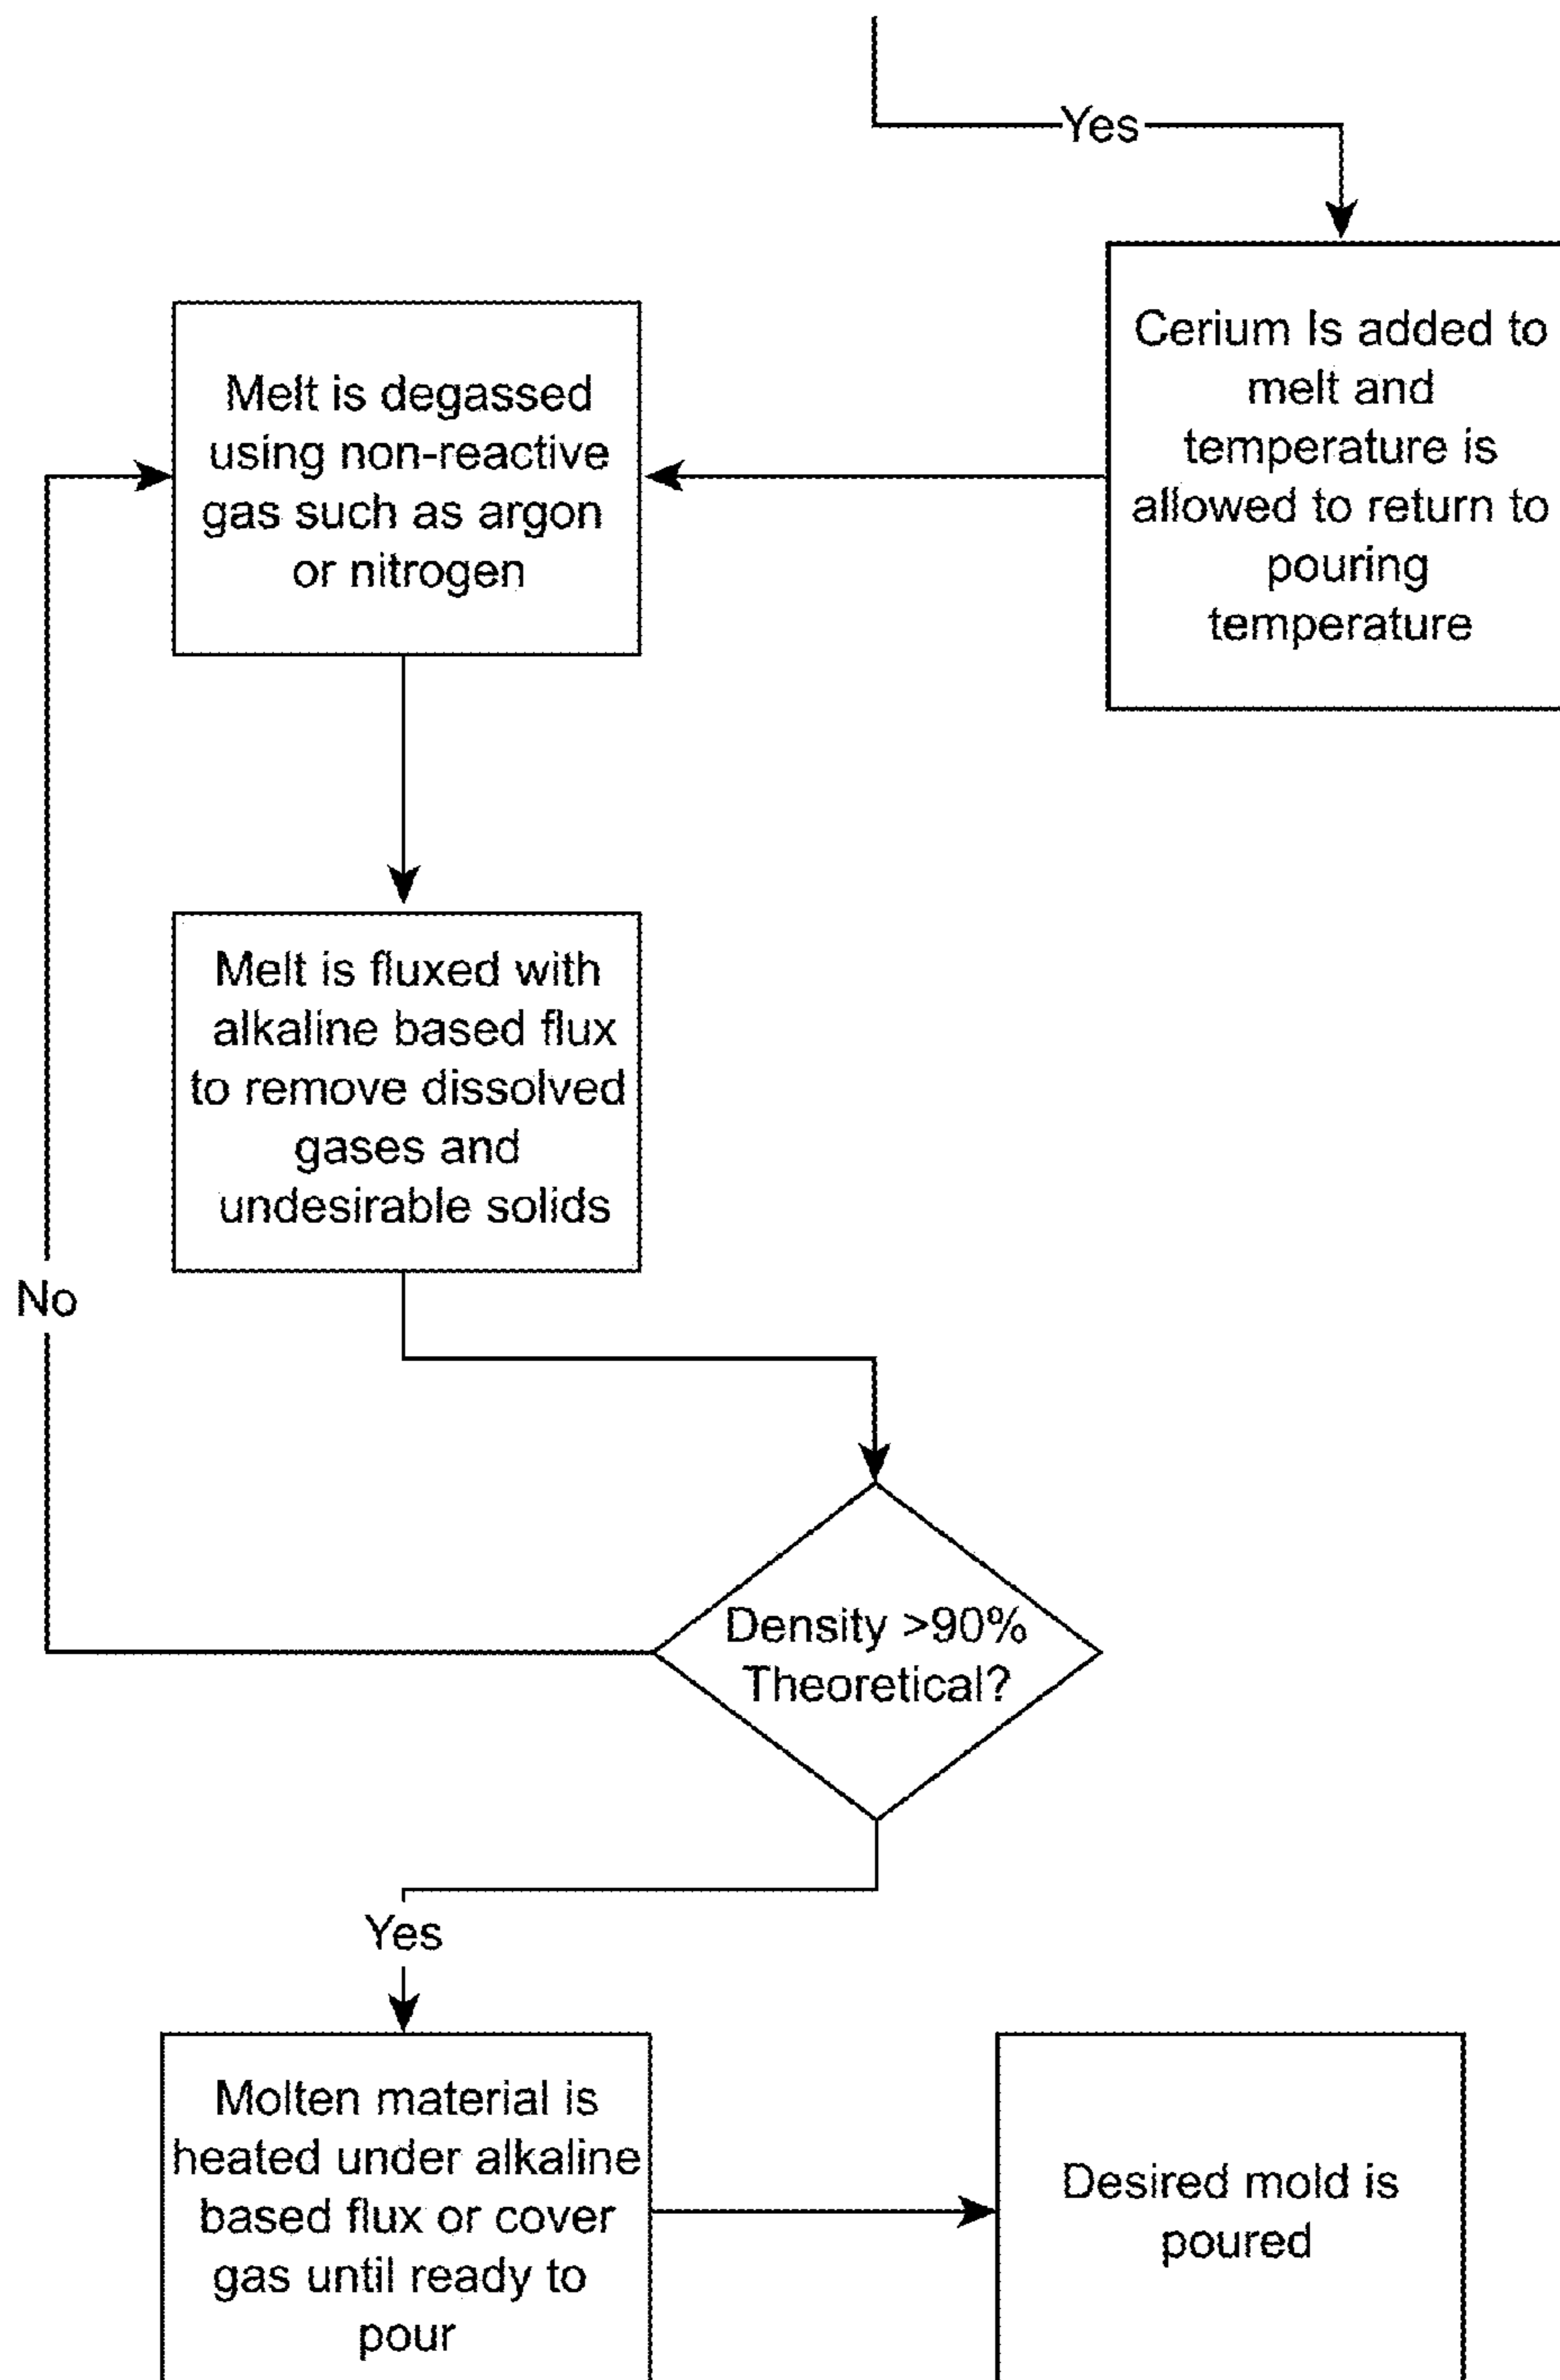 Yes
Cerium Is added to
melt and
temperature is
allowed to return to
pouring
temperature
Melt is degassed
using non-reactive
gas such as argon
or nitrogen
Melt is fluxed with
alkaline based flux
to remove dissolved
gases and
undesirable solids
No
Density >90%
Theoretical?
Yes
Molten material is
heated under alkaline
based flux or cover
gas until ready to
pour
Desired mold is
poured